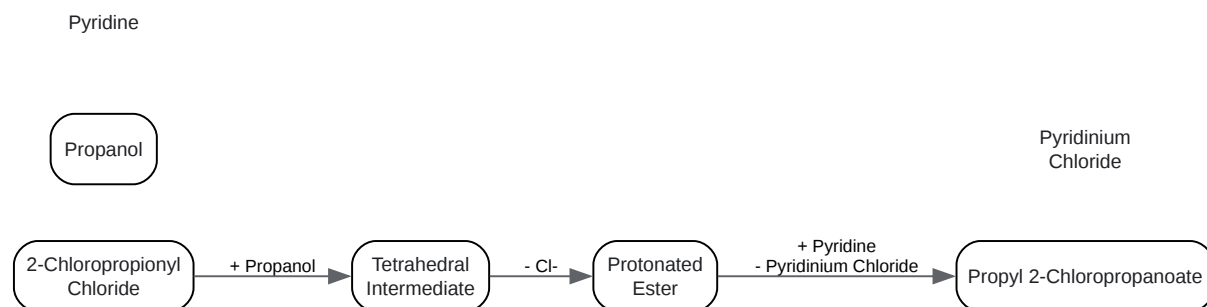 Pyridine
Propanol
Pyridinium
Chloride
2-Chloropropionyl
Chloride
+ Propanol
Tetrahedral
Intermediate
- Cl-
Protonated
Ester
+ Pyridine
- Pyridinium Chloride
Propyl 2-Chloropropanoate